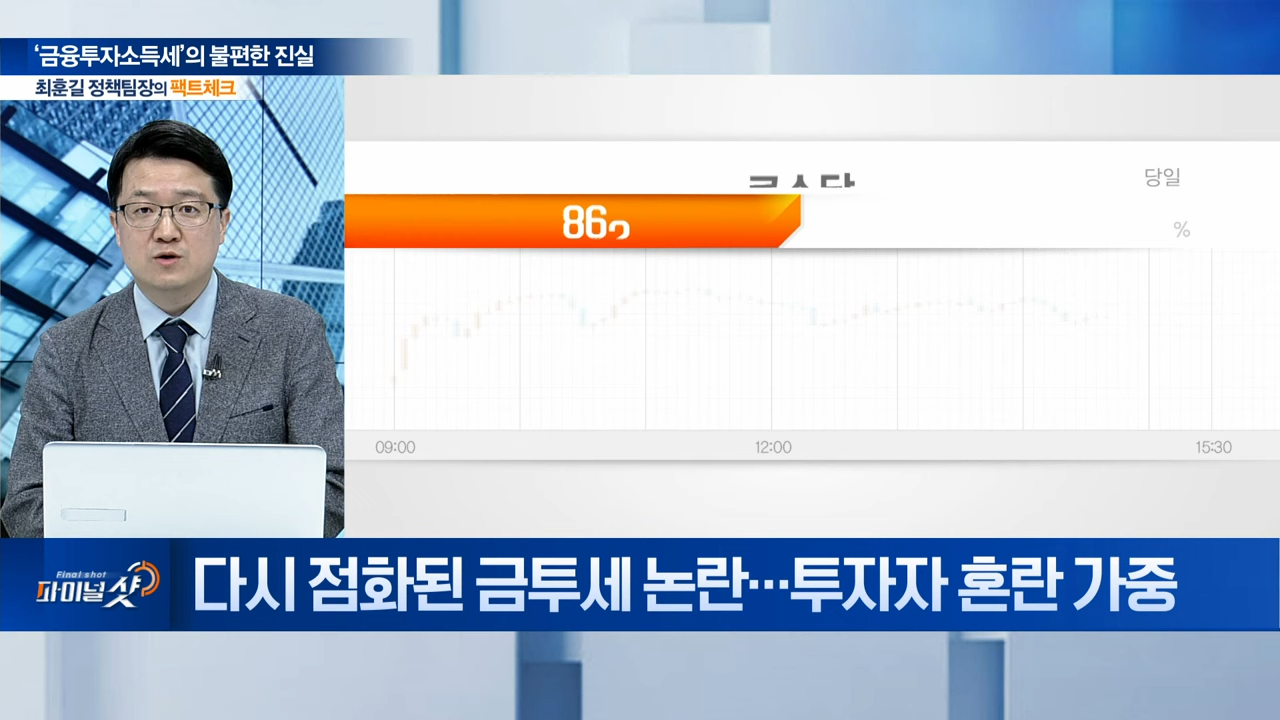 ‘금융투자소득세’의 불편한 진실
최훈길 정책팀장의 팩트체크
당일
%
09:00
12:00
15:30
Final shot
파이널샷
다시 점화된 금투세 논란…투자자 혼란 가중